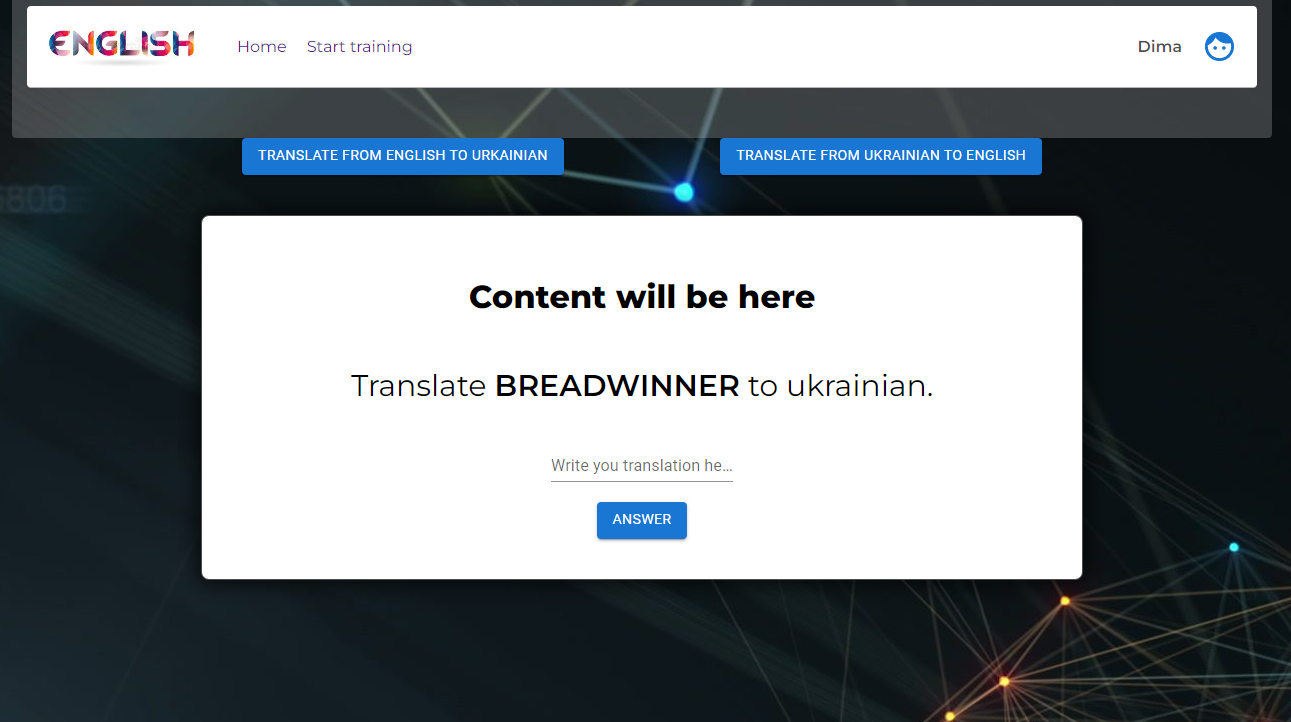 ENGLISH Home Start training Dima
TRANSLATE FROM ENGLISH TO URKAINIAN TRANSLATE FROM UKRAINIAN TO ENGLISH
6806
Content will be here
Translate BREADWINNER to ukrainian.
Write you translation he...
ANSWER